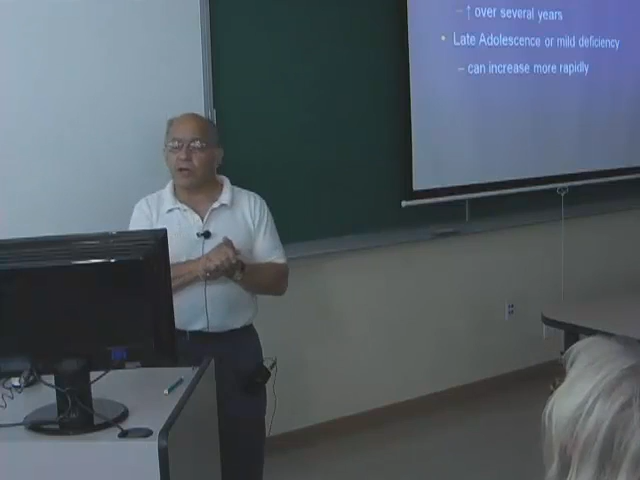 – ↑ over several years
• Late Adolescence or mild deficiency
– can increase more rapidly